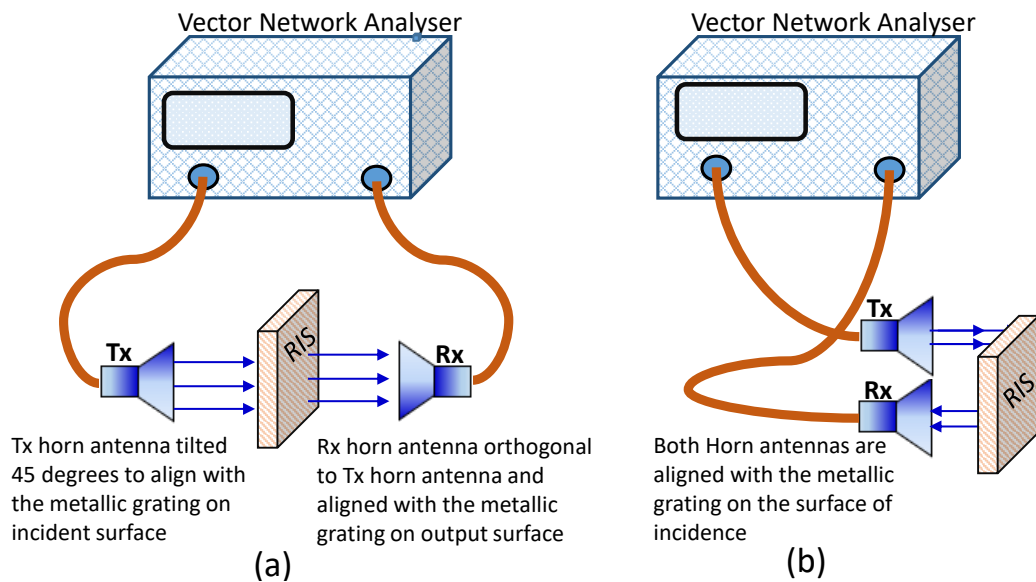 Vector Network Analyser
Tx
RIS
Rx
Tx horn antenna tilted
45 degrees to align with
the metallic grating on
incident surface
Rx horn antenna orthogonal
to Tx horn antenna and
aligned with the metallic
grating on output surface
(a)
Vector Network Analyser
Tx
Rx
RIS
Both Horn antennas are
aligned with the metallic
grating on the surface of
incidence
(b)